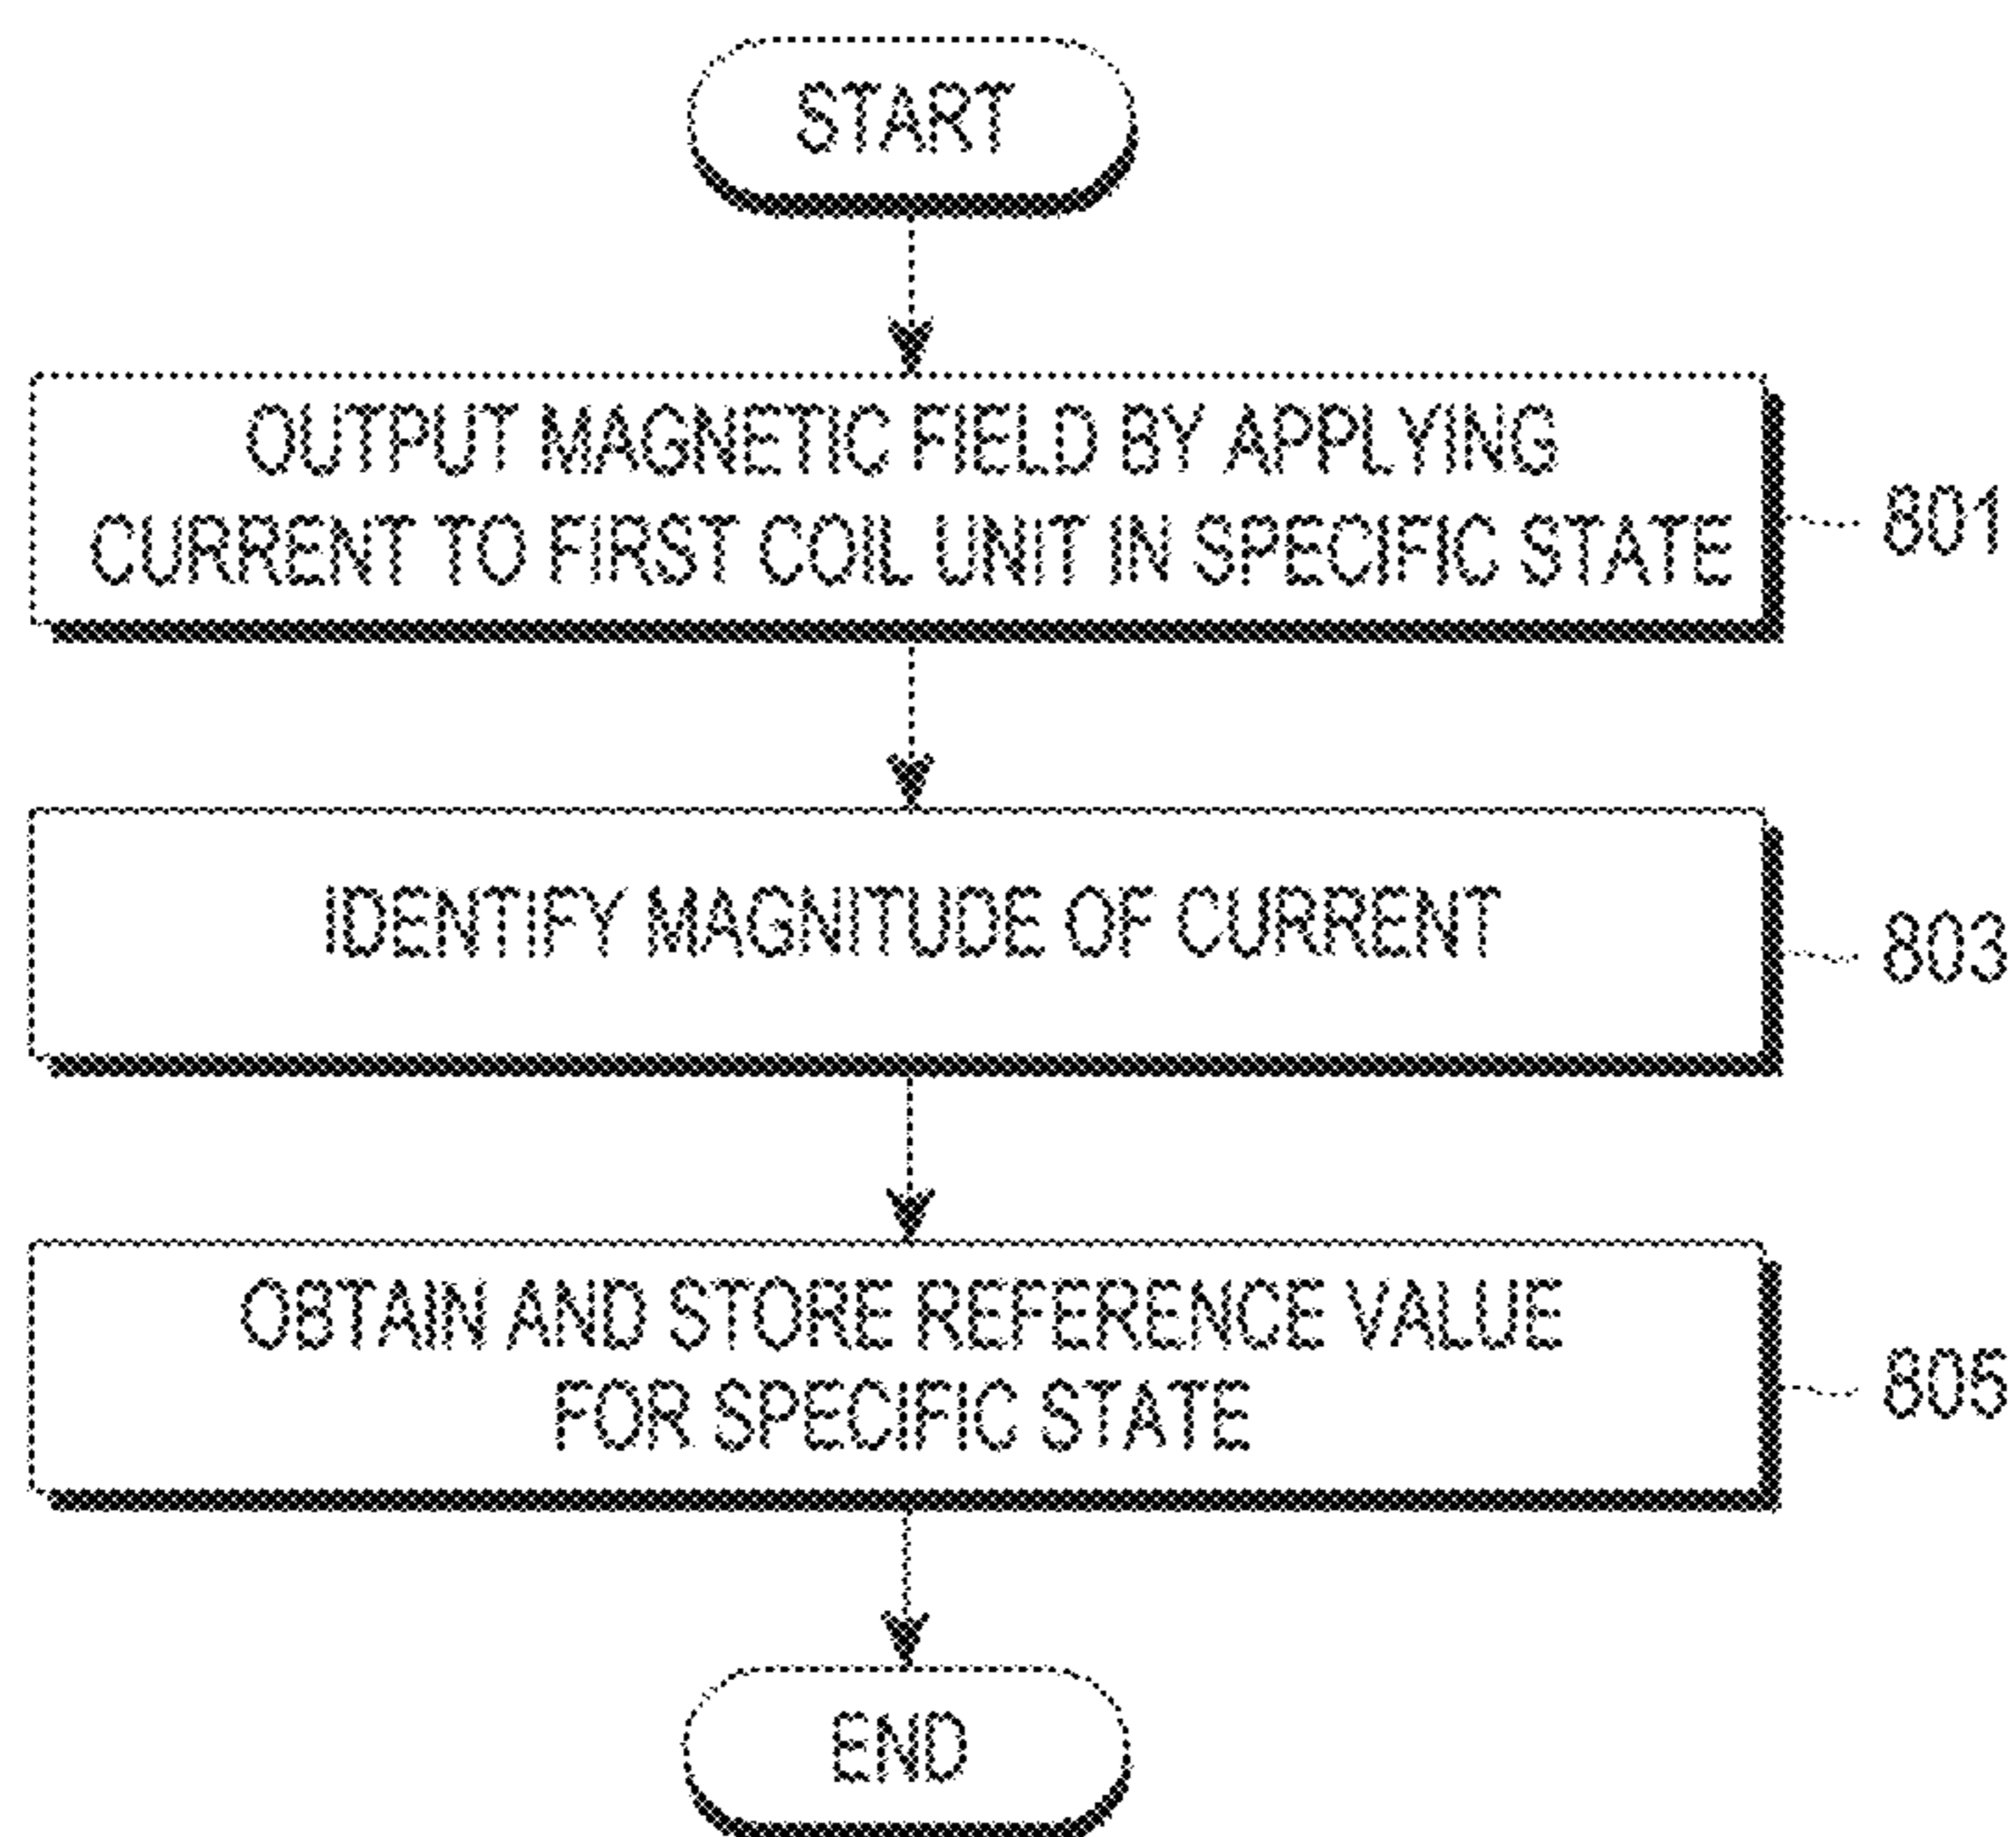 START
OUTPUT MAGNETIC FIELD BY APPLYING
CURRENT TO FIRST COIL UNIT IN SPECIFIC STATE
801
IDENTIFY MAGNITUDE OF CURRENT
803
OBTAIN AND STORE REFERENCE VALUE
FOR SPECIFIC STATE
805
END